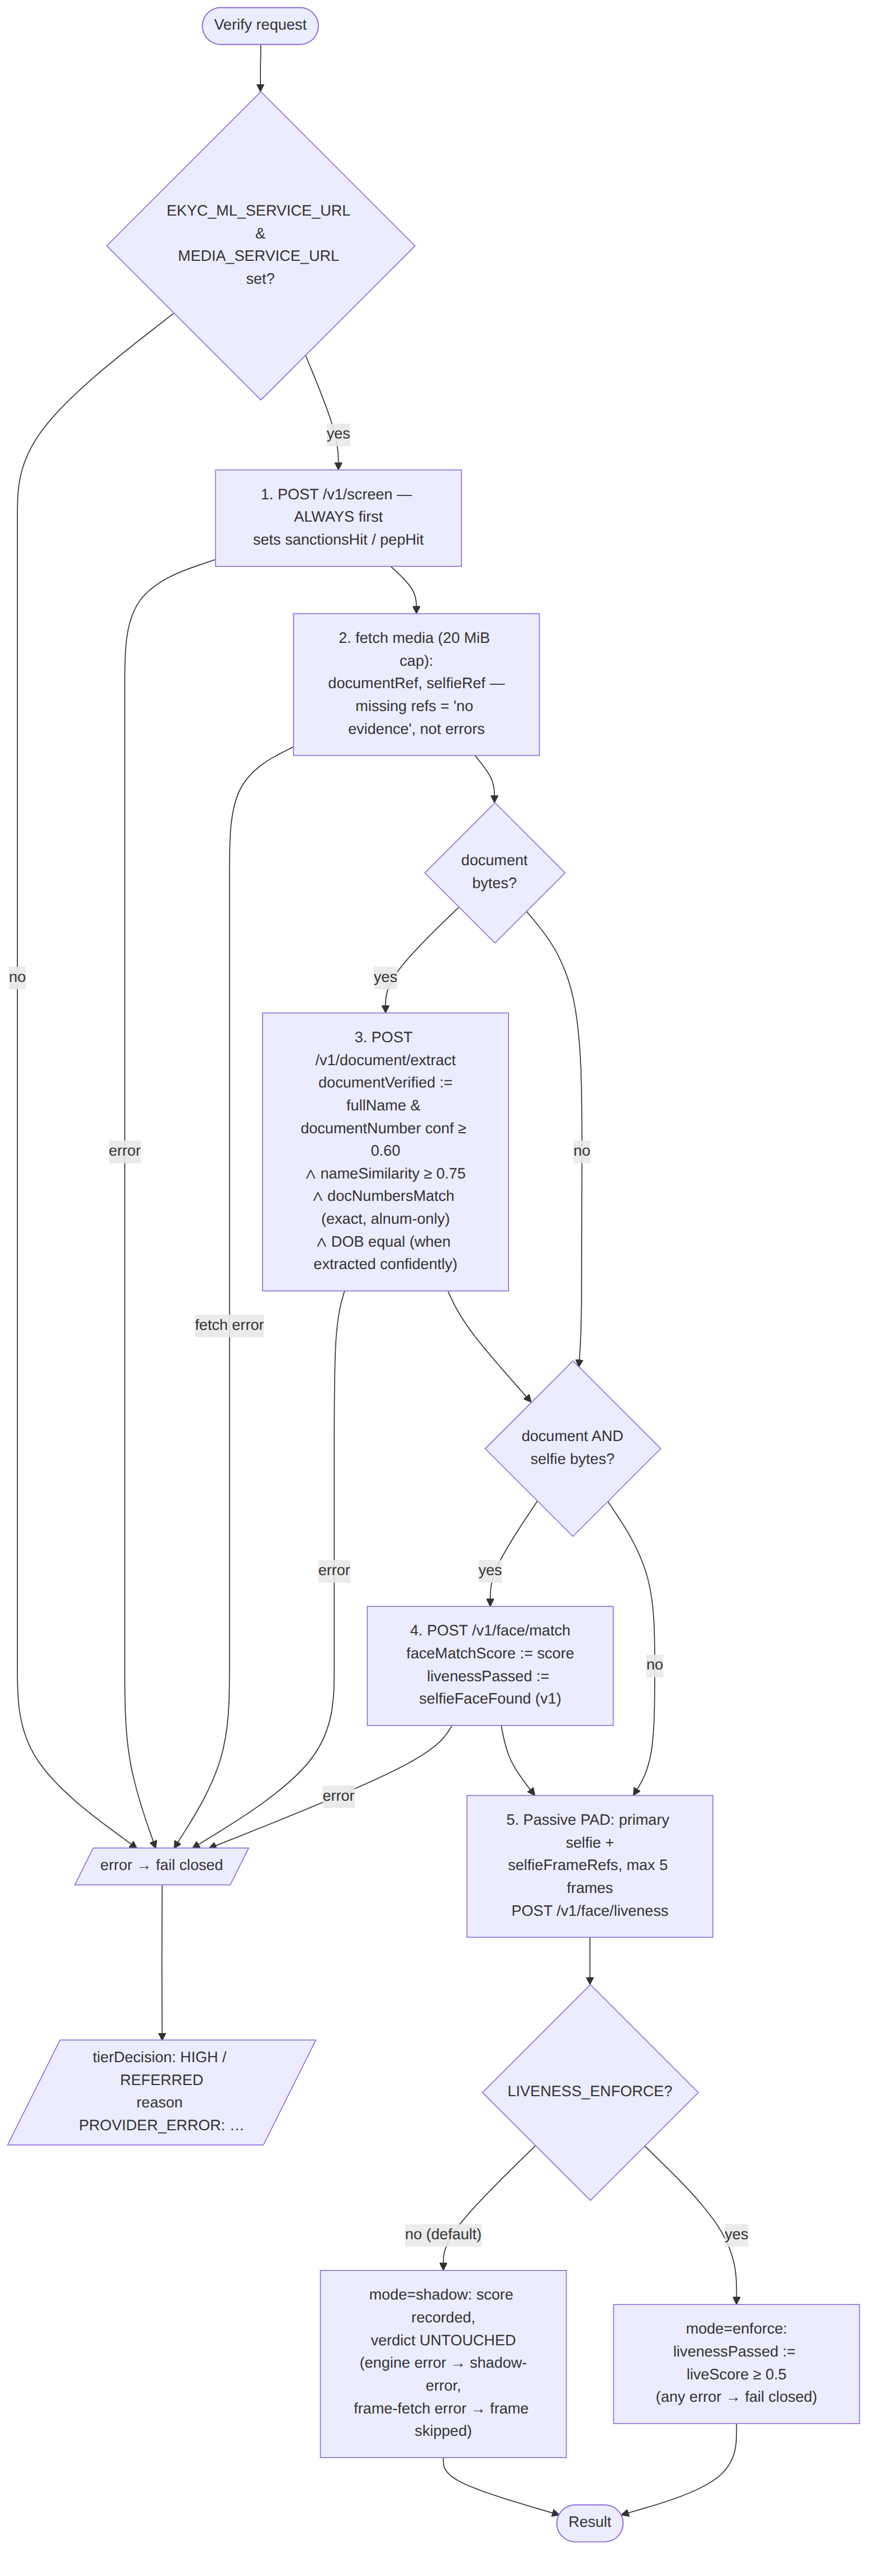 Verify request
EKYC_ML_SERVICE_URL
&
MEDIA_SERVICE_URL
set?
yes
1. POST /v1/screen —
ALWAYS first
sets sanctionsHit / pepHit
2. fetch media (20 MiB
cap):
documentRef, selfieRef —
missing refs = 'no
evidence', not errors
document
bytes?
no
yes
3. POST
/v1/document/extract
documentVerified :=
fullName &
documentNumber conf ≥
0.60
∧ nameSimilarity ≥ 0.75
∧ docNumbersMatch
(exact, alnum-only)
∧ DOB equal (when
extracted confidently)
error
no
fetch error
document AND
selfie bytes?
error
yes
4. POST /v1/face/match
faceMatchScore := score
livenessPassed :=
selfieFaceFound (v1)
no
error
5. Passive PAD: primary
selfie +
selfieFrameRefs, max 5
frames
POST /v1/face/liveness
error → fail closed
tierDecision: HIGH /
REFERRED
reason
PROVIDER_ERROR: …
LIVENESS_ENFORCE?
no (default)
yes
mode=shadow: score
recorded,
verdict UNTOUCHED
(engine error → shadow-
error,
frame-fetch error → frame
skipped)
mode=enforce:
livenessPassed :=
liveScore ≥ 0.5
(any error → fail closed)
Result